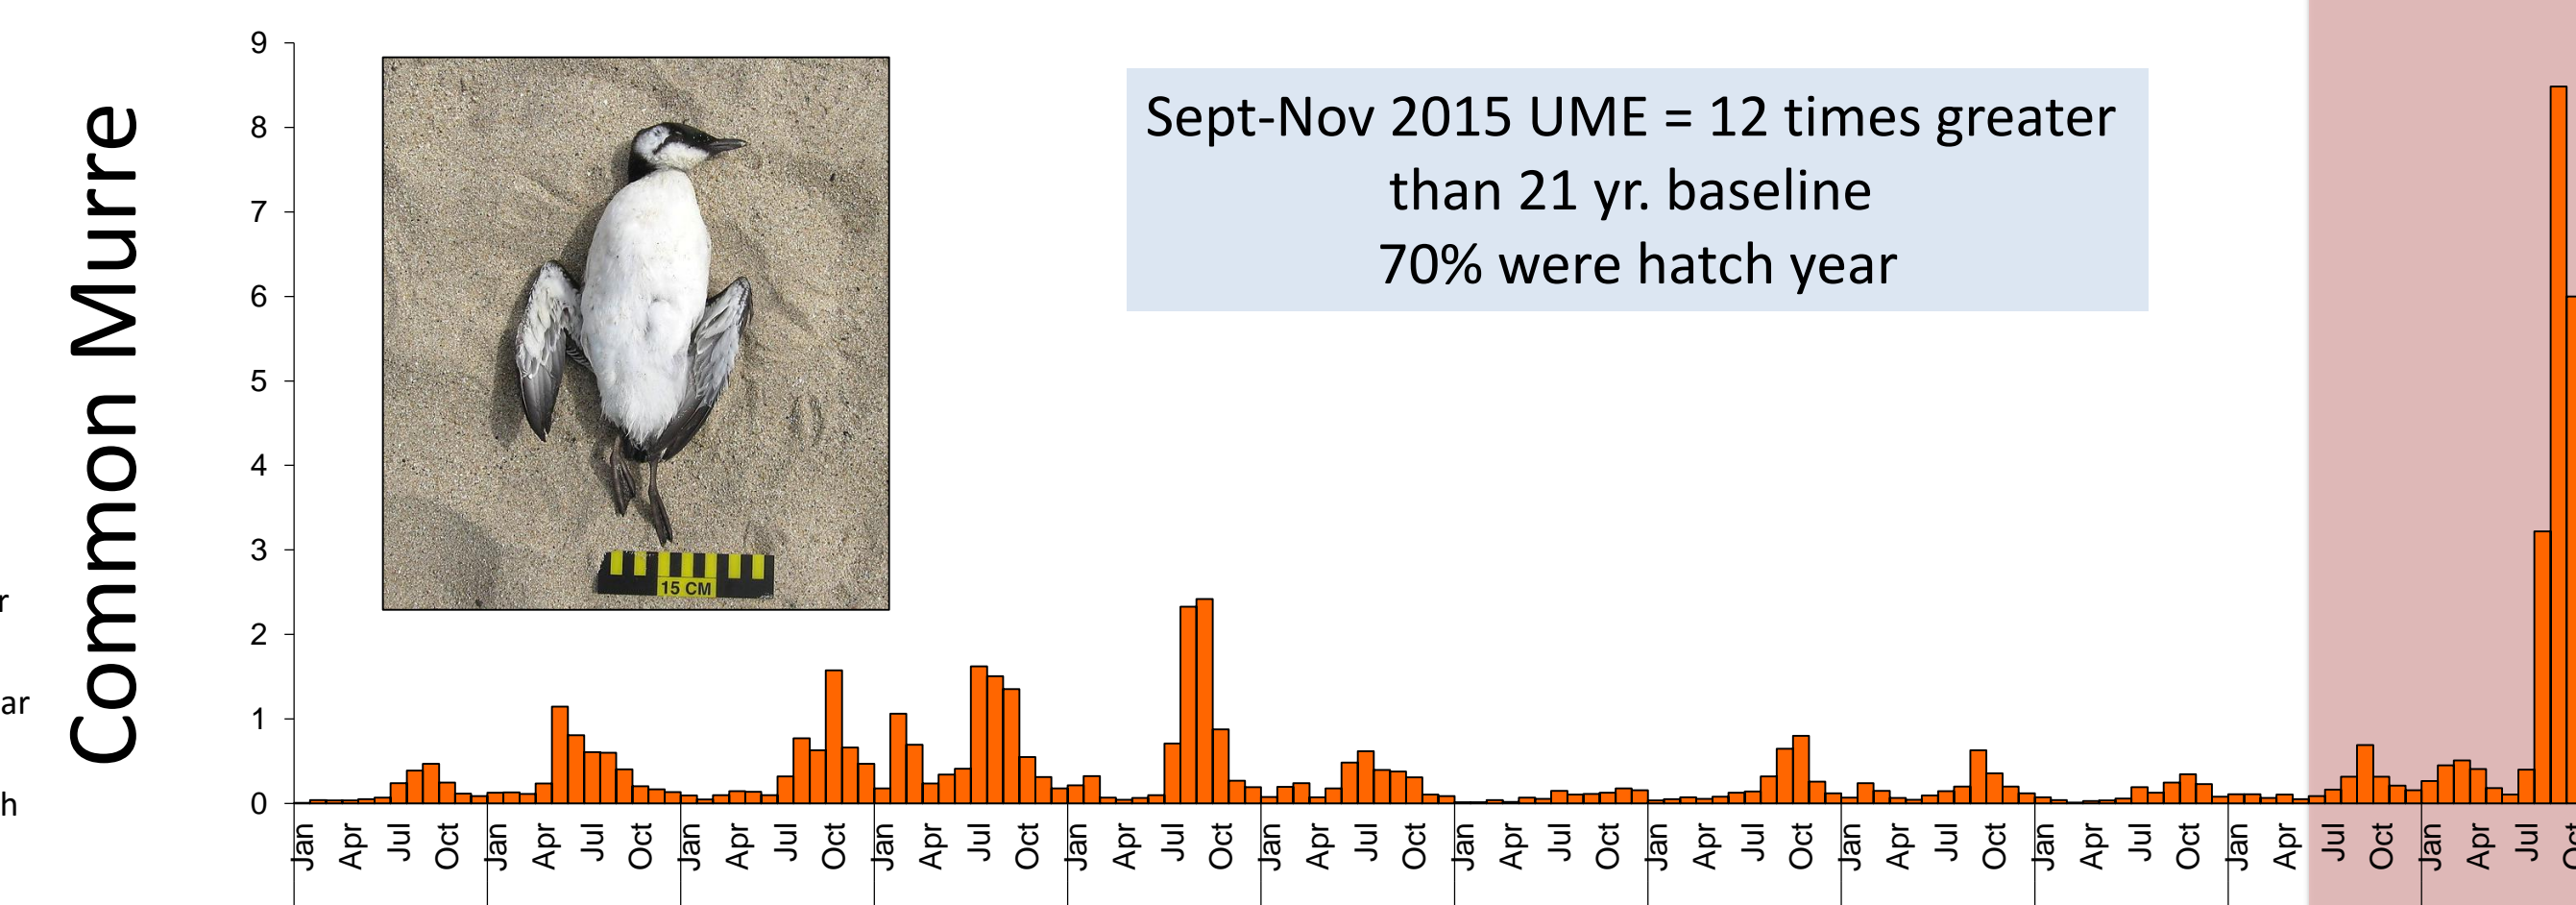 Common Murre
9
8
7
6
5
4
3
2
1
0
Sept-Nov 2015 UME = 12 times greater
than 21 yr. baseline
70% were hatch year
15 CM
r
ar
h
Jan Apr Jul Oct Jan Apr Jul Oct Jan Apr Jul Oct Jan Apr Jul Oct Jan Apr Jul Oct Jan Apr Jul Oct Jan Apr Jul Oct Jan Apr Jul Oct Jan Apr Jul Oct Jan Apr Jul Oct Jan Apr Jul Oct Jan Apr Jul Oc